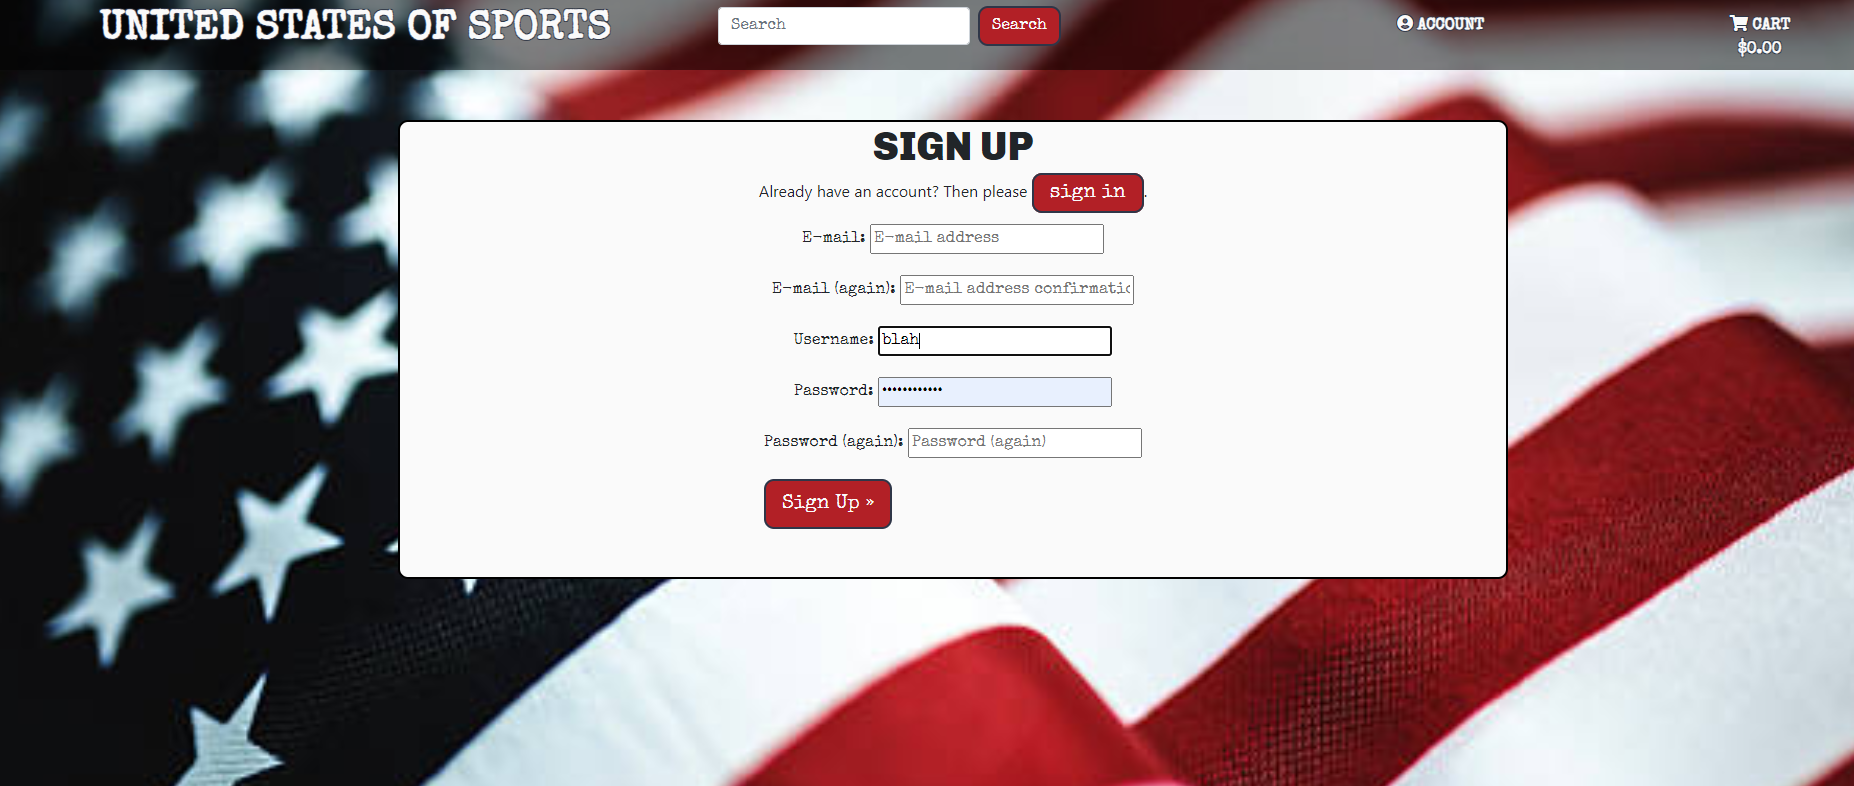 UNITED STATES OF SPORTS
Search
Search
ACCOUNT
CART
$0.00
SIGN UP
Already have an account? Then please sign in.
E-mail: E-mail address
E-mail (again): E-mail address confirmatic
Username: blah
Password: ••••••••••••
Password (again): Password (again)
Sign Up »